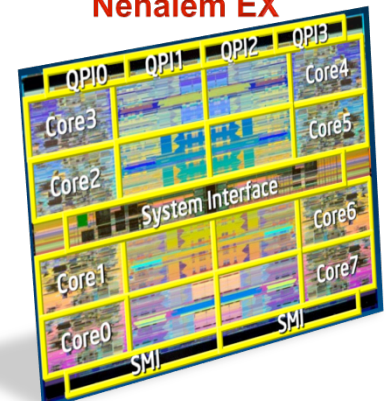 Nehalem EX
QPI0 QPI1 QPI2 QPI3
Core3 Core4
Core2 Core5
System Interface
Core1 Core6
Core0 Core7
SMI SMI